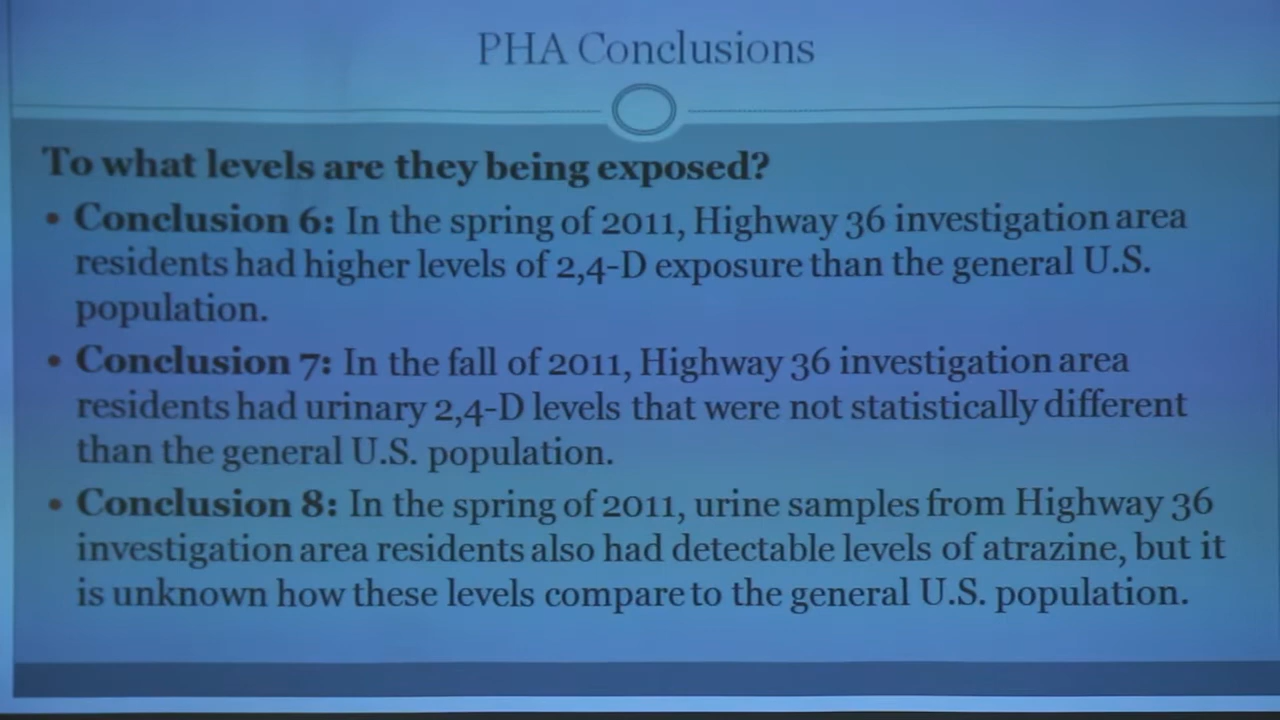 PHA Conclusions
To what levels are they being exposed?
• Conclusion 6: In the spring of 2011, Highway 36 investigation area
residents had higher levels of 2,4-D exposure than the general U.S.
population.
• Conclusion 7: In the fall of 2011, Highway 36 investigation area
residents had urinary 2,4-D levels that were not statistically different
than the general U.S. population.
• Conclusion 8: In the spring of 2011, urine samples from Highway 36
investigation area residents also had detectable levels of atrazine, but it
is unknown how these levels compare to the general U.S. population.